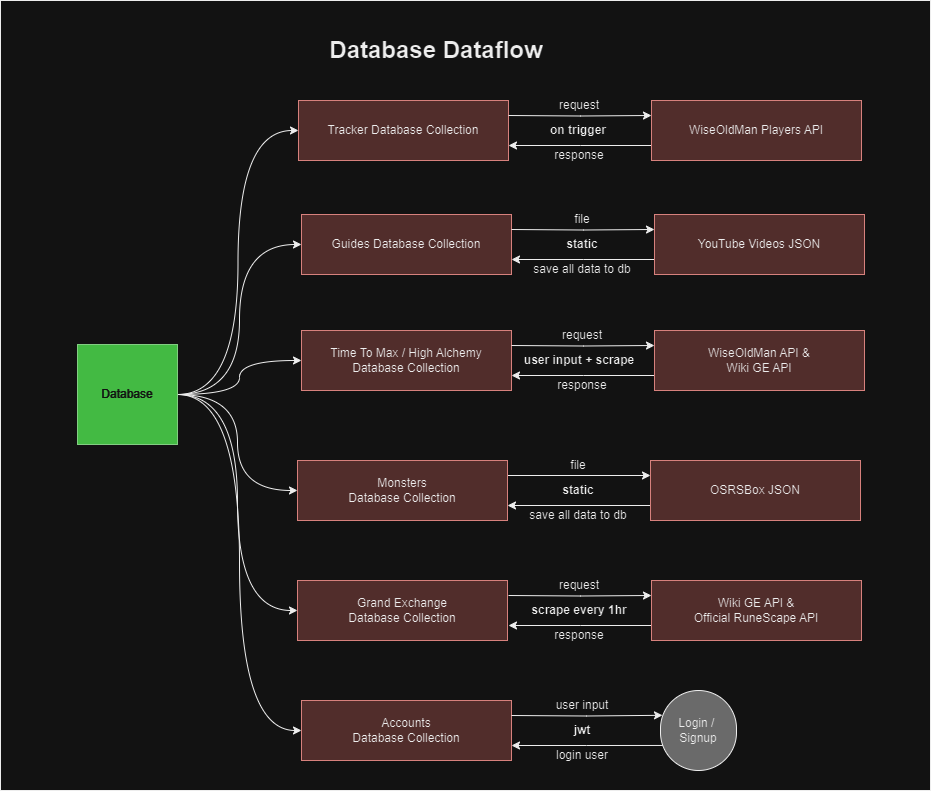 Database Dataflow
request
Tracker Database Collection
on trigger
WiseOldMan Players API
response
file
Guides Database Collection
static
YouTube Videos JSON
save all data to db
request
Time To Max / High Alchemy
Database Collection
user input + scrape
WiseOldMan API &
Wiki GE API
response
Database
file
Monsters
Database Collection
static
OSRSBox JSON
save all data to db
request
Grand Exchange
Database Collection
scrape every 1hr
Wiki GE API &
Official RuneScape API
response
user input
Accounts
Database Collection
jwt
Login /
Signup
login user